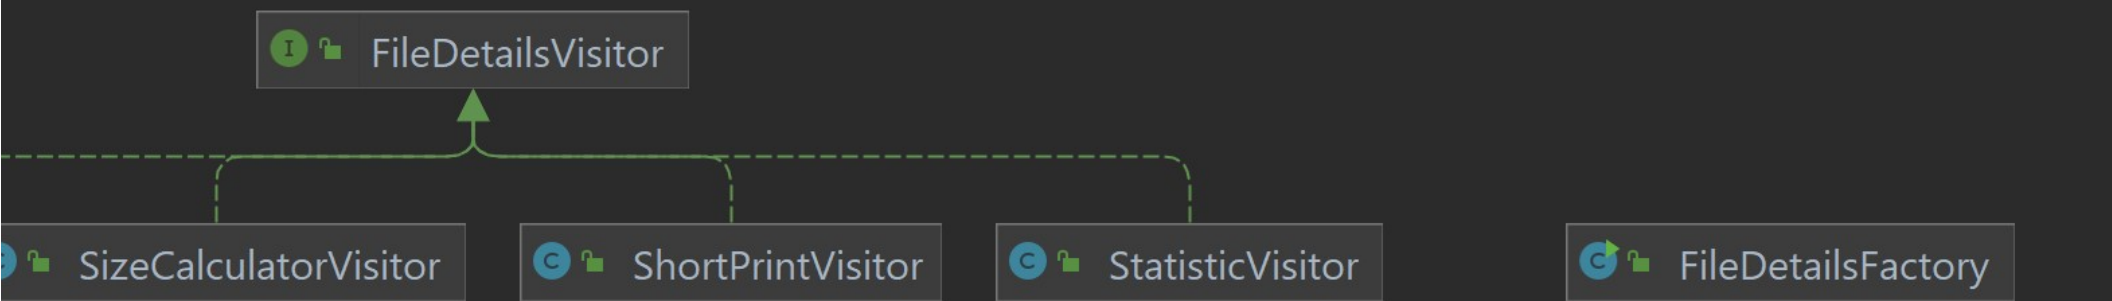 I FileDetailsVisitor
C SizeCalculatorVisitor
C ShortPrintVisitor
C StatisticVisitor
C FileDetailsFactory